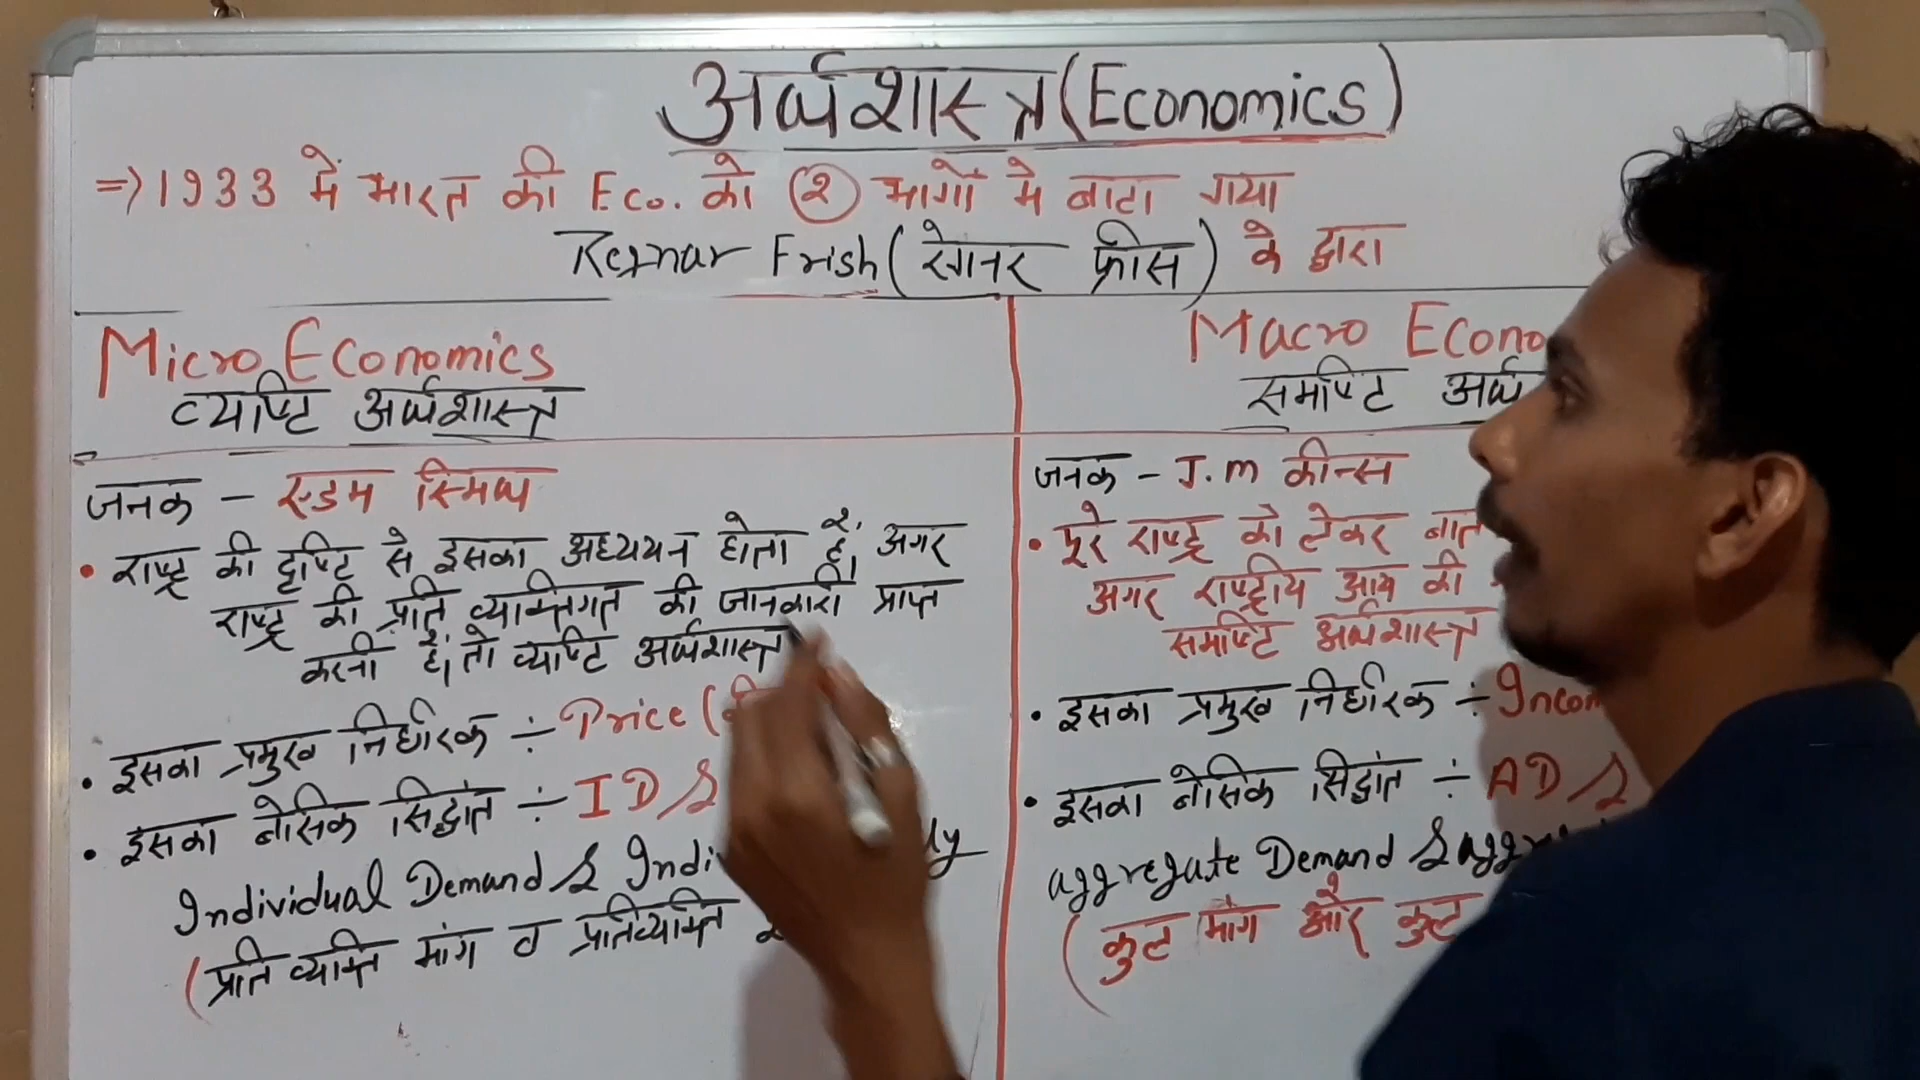 अर्थशास्त्र (Economics)
=> 1933 में भारत की Eco. को (2) भागों मे बाटा गया
Regnar Frish (रेगनर फ्रीस) के द्वारा
Micro Economics
व्यष्टि अर्थशास्त्र
जनक - एडम स्मिथ
• राष्ट्र की दृष्टि से इसका अध्ययन होता है, अगर
राष्ट्र की प्रति व्यक्तिगत की जानकारी प्राप्त
करनी है, तो व्यष्टि अर्थशास्त्र
• इसका प्रमुख निर्धारक ÷ Price (
• इसका बेसिक सिद्धांत ÷ ID &
Individual Demand & Indi
(प्रति व्यक्ति मांग व प्रतिव्यक्ति
Macro Econo
समष्टि अर्थ
जनक - J.m कीन्स
• पूरे राष्ट्र को लेकर बात
अगर राष्ट्रीय आय की
समष्टि अर्थशास्त्र
• इसका प्रमुख निर्धारक ÷ Incom
• इसका बेसिक सिद्धांत ÷ AD &
aggregate Demand & aggr
(कुल मांग और कुल